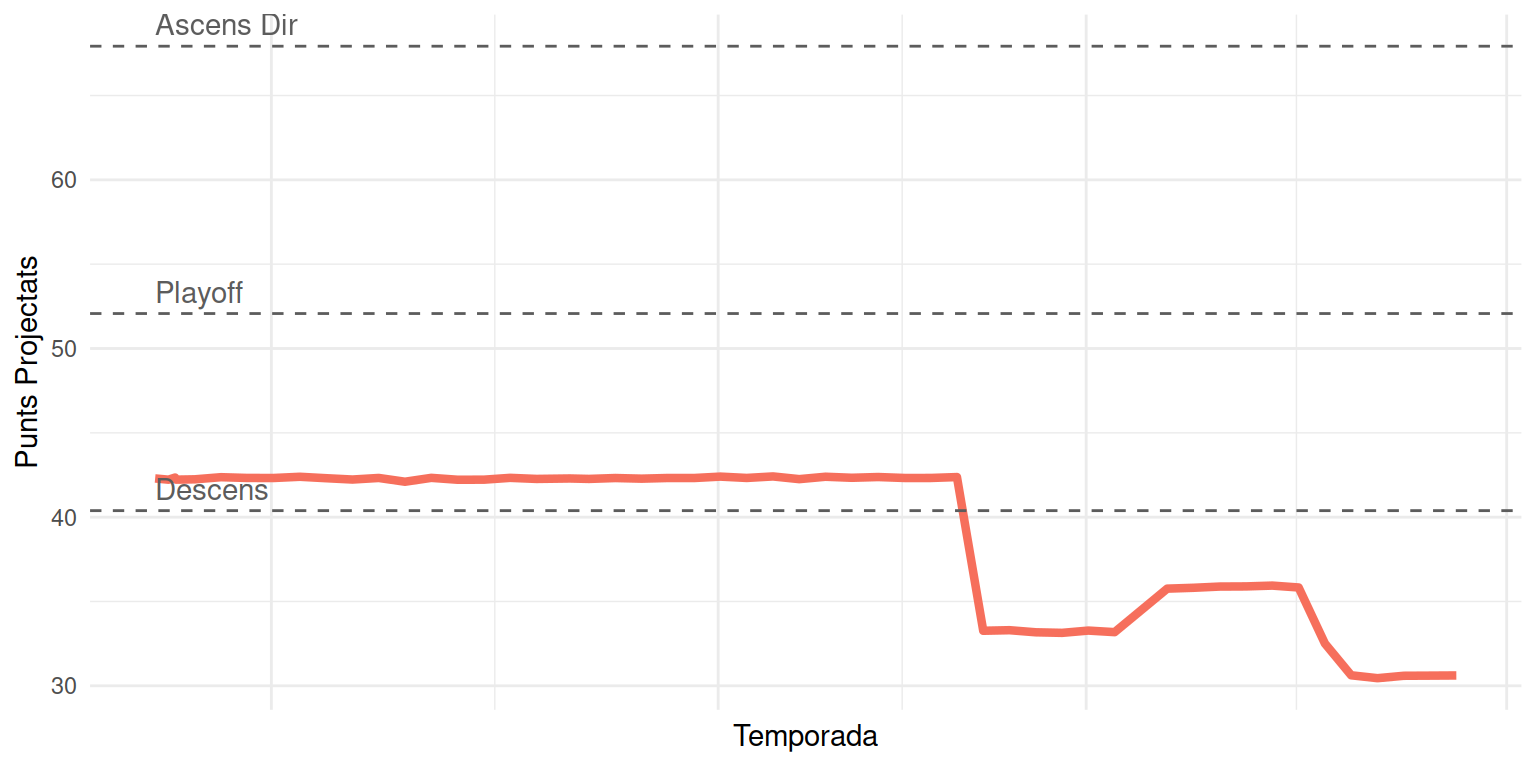 Ascens Dir
60
Playoff
50
Descens
40
30
Punts Projectats
Temporada